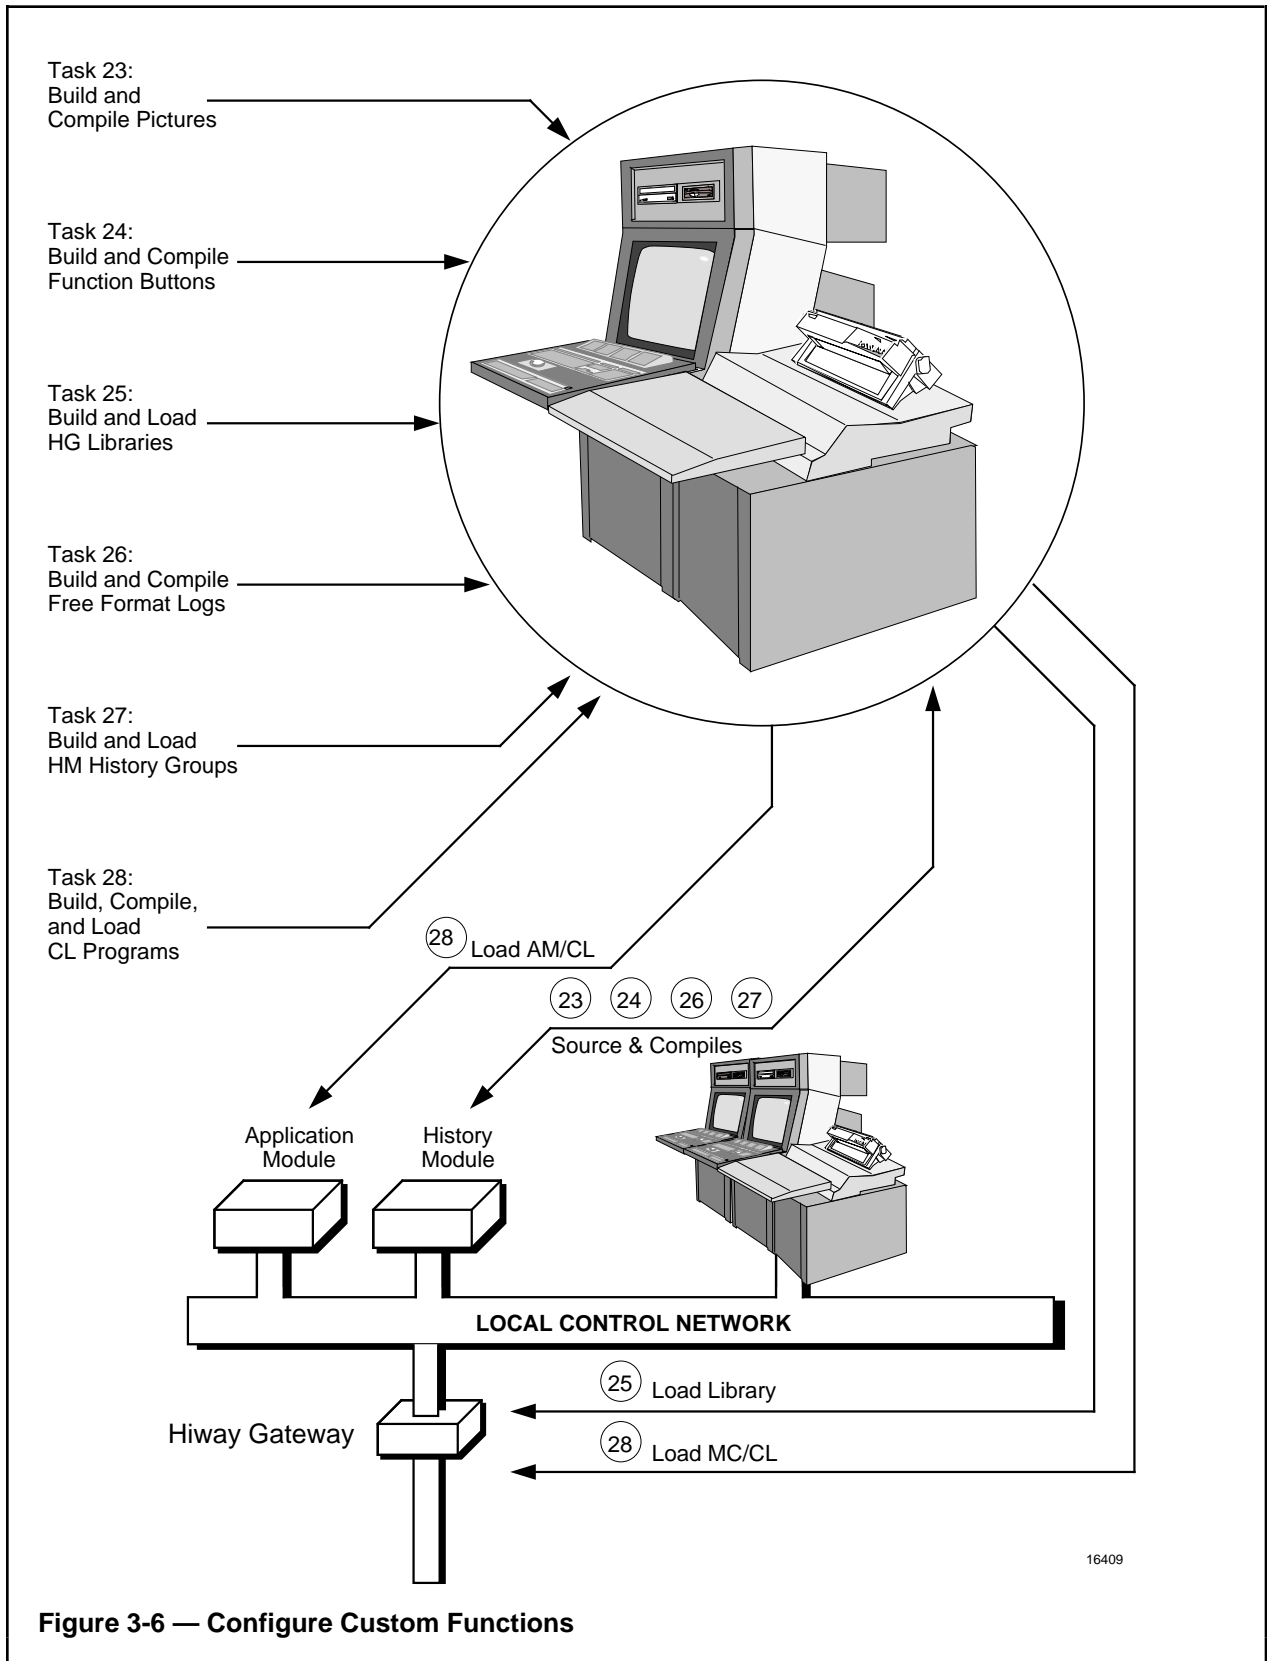 Task 23:
Build and
Compile Pictures
Task 24:
Build and Compile
Function Buttons
Task 25:
Build and Load
HG Libraries
Task 26:
Build and Compile
Free Format Logs
Task 27:
Build and Load
HM History Groups
Task 28:
Build, Compile,
and Load
CL Programs
28 Load AM/CL
23 24 26 27
Source & Compiles
Application
Module
History
Module
LOCAL CONTROL NETWORK
25 Load Library
Hiway Gateway
28 Load MC/CL
16409
Figure 3-6 — Configure Custom Functions